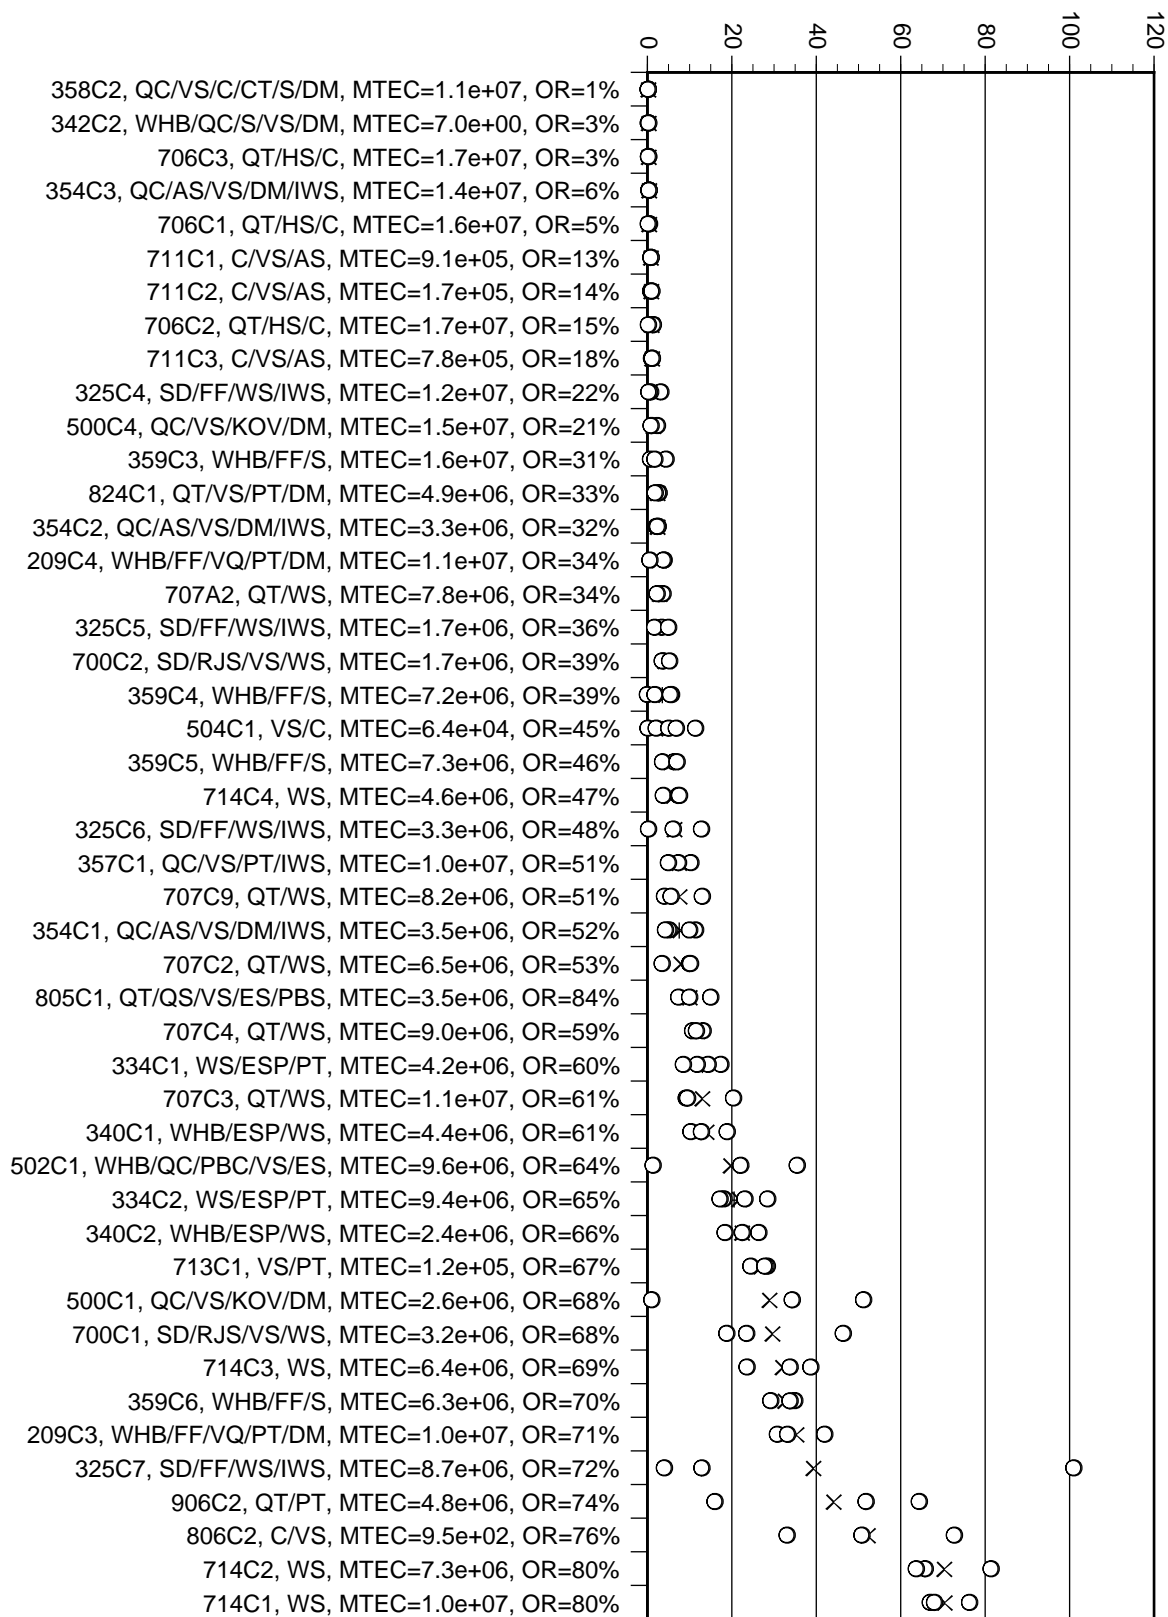 0 20 40 60 80 100 120
358C2, QC/VS/C/CT/S/DM, MTEC=1.1e+07, OR=1%
342C2, WHB/QC/S/VS/DM, MTEC=7.0e+00, OR=3%
706C3, QT/HS/C, MTEC=1.7e+07, OR=3%
354C3, QC/AS/VS/DM/IWS, MTEC=1.4e+07, OR=6%
706C1, QT/HS/C, MTEC=1.6e+07, OR=5%
711C1, C/VS/AS, MTEC=9.1e+05, OR=13%
711C2, C/VS/AS, MTEC=1.7e+05, OR=14%
706C2, QT/HS/C, MTEC=1.7e+07, OR=15%
711C3, C/VS/AS, MTEC=7.8e+05, OR=18%
325C4, SD/FF/WS/IWS, MTEC=1.2e+07, OR=22%
500C4, QC/VS/KOV/DM, MTEC=1.5e+07, OR=21%
359C3, WHB/FF/S, MTEC=1.6e+07, OR=31%
824C1, QT/VS/PT/DM, MTEC=4.9e+06, OR=33%
354C2, QC/AS/VS/DM/IWS, MTEC=3.3e+06, OR=32%
209C4, WHB/FF/VQ/PT/DM, MTEC=1.1e+07, OR=34%
707A2, QT/WS, MTEC=7.8e+06, OR=34%
325C5, SD/FF/WS/IWS, MTEC=1.7e+06, OR=36%
700C2, SD/RJS/VS/WS, MTEC=1.7e+06, OR=39%
359C4, WHB/FF/S, MTEC=7.2e+06, OR=39%
504C1, VS/C, MTEC=6.4e+04, OR=45%
359C5, WHB/FF/S, MTEC=7.3e+06, OR=46%
714C4, WS, MTEC=4.6e+06, OR=47%
325C6, SD/FF/WS/IWS, MTEC=3.3e+06, OR=48%
357C1, QC/VS/PT/IWS, MTEC=1.0e+07, OR=51%
707C9, QT/WS, MTEC=8.2e+06, OR=51%
354C1, QC/AS/VS/DM/IWS, MTEC=3.5e+06, OR=52%
707C2, QT/WS, MTEC=6.5e+06, OR=53%
805C1, QT/QS/VS/ES/PBS, MTEC=3.5e+06, OR=84%
707C4, QT/WS, MTEC=9.0e+06, OR=59%
334C1, WS/ESP/PT, MTEC=4.2e+06, OR=60%
707C3, QT/WS, MTEC=1.1e+07, OR=61%
340C1, WHB/ESP/WS, MTEC=4.4e+06, OR=61%
502C1, WHB/QC/PBC/VS/ES, MTEC=9.6e+06, OR=64%
334C2, WS/ESP/PT, MTEC=9.4e+06, OR=65%
340C2, WHB/ESP/WS, MTEC=2.4e+06, OR=66%
713C1, VS/PT, MTEC=1.2e+05, OR=67%
500C1, QC/VS/KOV/DM, MTEC=2.6e+06, OR=68%
700C1, SD/RJS/VS/WS, MTEC=3.2e+06, OR=68%
714C3, WS, MTEC=6.4e+06, OR=69%
359C6, WHB/FF/S, MTEC=6.3e+06, OR=70%
209C3, WHB/FF/VQ/PT/DM, MTEC=1.0e+07, OR=71%
325C7, SD/FF/WS/IWS, MTEC=8.7e+06, OR=72%
906C2, QT/PT, MTEC=4.8e+06, OR=74%
806C2, C/VS, MTEC=9.5e+02, OR=76%
714C2, WS, MTEC=7.3e+06, OR=80%
714C1, WS, MTEC=1.0e+07, OR=80%